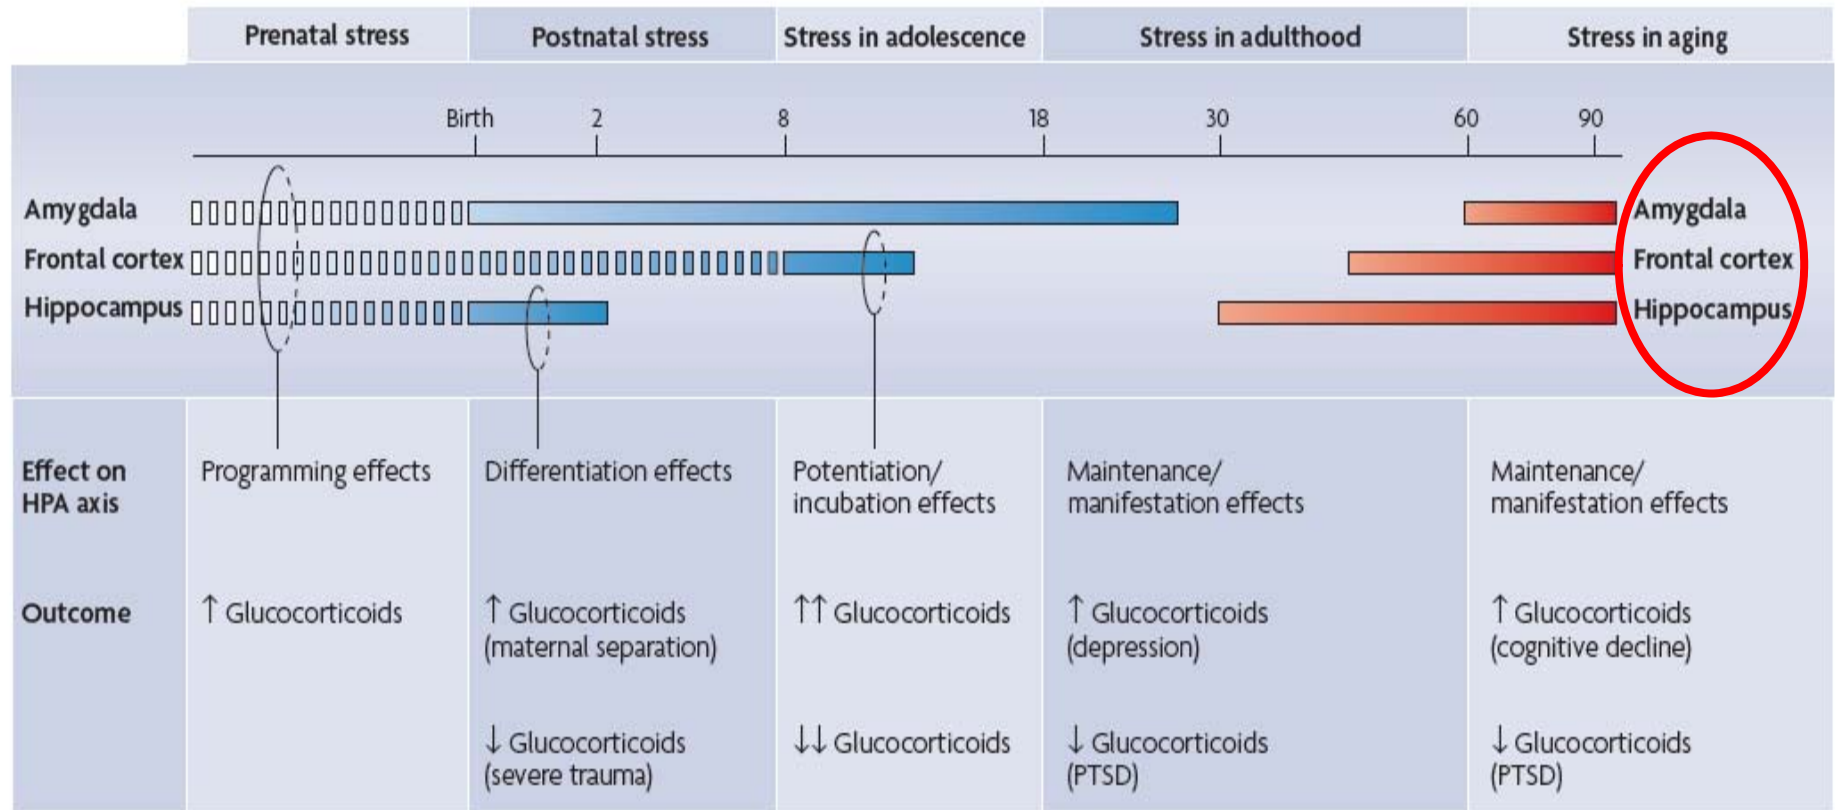 Prenatal stress Postnatal stress Stress in adolescence Stress in adulthood Stress in aging
Birth 2 8 18 30 60 90
Amygdala Amygdala
Frontal cortex Frontal cortex
Hippocampus Hippocampus
Effect on
HPA axis
Programming effects
Differentiation effects
Potentiation/
incubation effects
Maintenance/
manifestation effects
Maintenance/
manifestation effects
Outcome
↑ Glucocorticoids
↑ Glucocorticoids
(maternal separation)
↑↑ Glucocorticoids
↑ Glucocorticoids
(depression)
↑ Glucocorticoids
(cognitive decline)
↓ Glucocorticoids
(severe trauma)
↓↓ Glucocorticoids
↓ Glucocorticoids
(PTSD)
↓ Glucocorticoids
(PTSD)